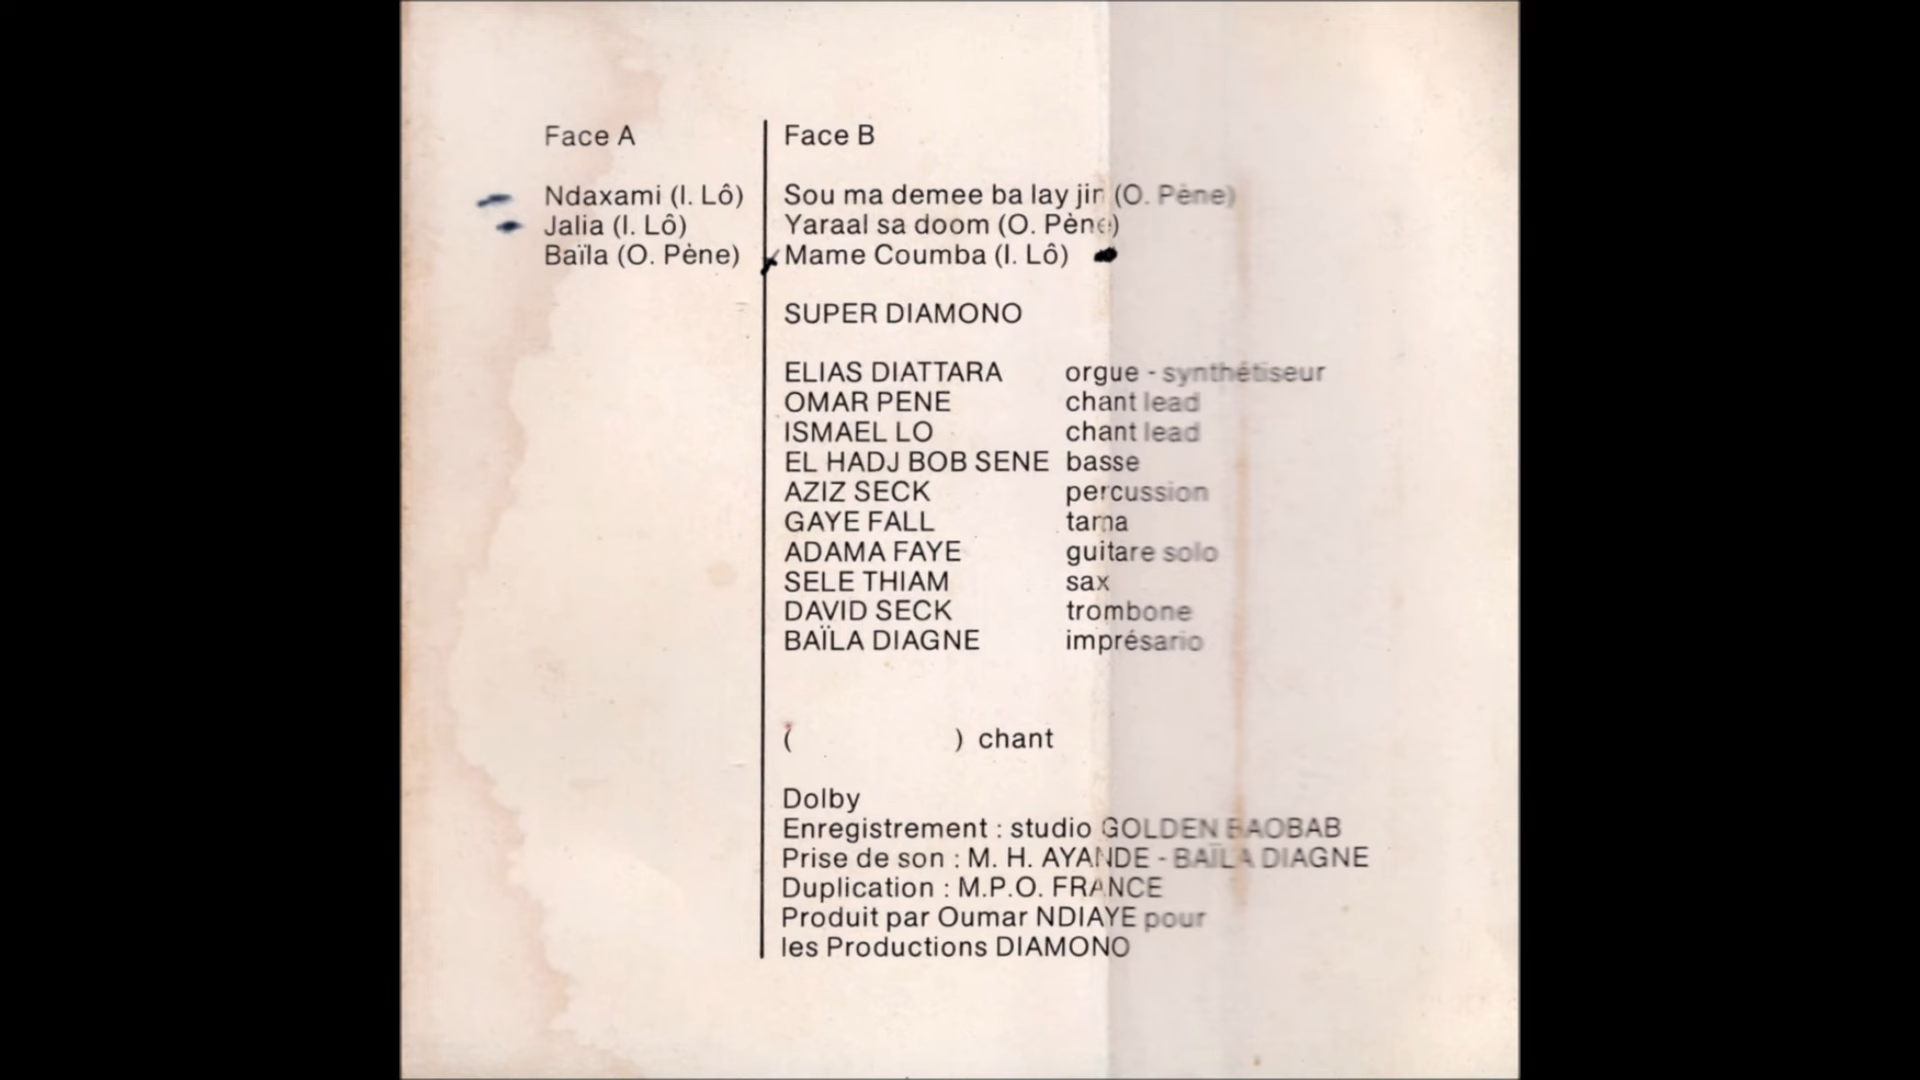 Face A
Ndaxami (I. Lô)
Jalia (I. Lô)
Baïla (O. Pène)
Face B
Sou ma demee ba lay jin (O. Pène)
Yaraal sa doom (O. Pène)
Mame Coumba (I. Lô)
SUPER DIAMONO
ELIAS DIATTARA orgue - synthétiseur
OMAR PENE chant lead
ISMAEL LO chant lead
EL HADJ BOB SENE basse
AZIZ SECK percussion
GAYE FALL tama
ADAMA FAYE guitare solo
SELE THIAM sax
DAVID SECK trombone
BAÏLA DIAGNE imprésario
( ) chant
Dolby
Enregistrement : studio GOLDEN BAOBAB
Prise de son : M. H. AYANDE - BAÏLA DIAGNE
Duplication : M.P.O. FRANCE
Produit par Oumar NDIAYE pour
les Productions DIAMONO